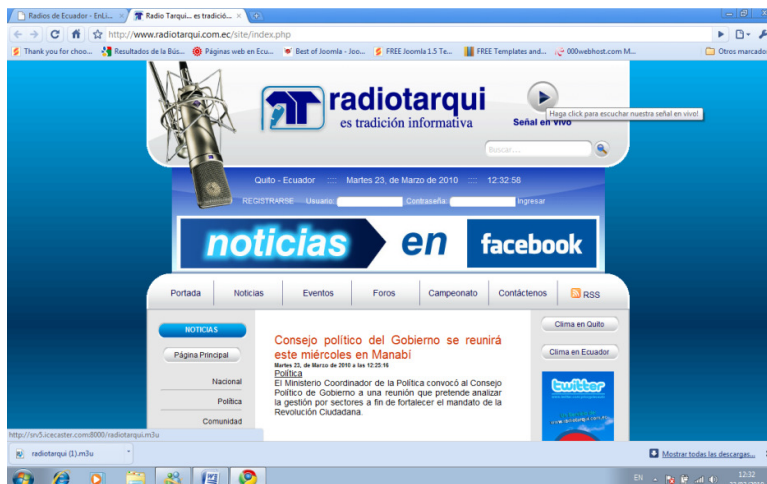 Radios de Ecuador - EnLi...
Radio Tarqui... es tradició...
http://www.radiotarqui.com.ec/site/index.php
Thank you for choo...
Resultados de la Bús...
Páginas web en Ecu...
Best of Joomla - Joo...
FREE Joomla 1.5 Te...
FREE Templates and...
000webhost.com M...
Otros marcado
radiotarqui
es tradición informativa
Señal en vivo
Haga click para escuchar nuestra señal en vivo!
Buscar...
Quito - Ecuador :::: Martes 23, de Marzo de 2010 :::: 12:32:58
REGISTRARSE Usuario: Contraseña: Ingresar
noticias en facebook
Portada
Noticias
Eventos
Foros
Campeonato
Contáctenos
RSS
NOTICIAS
Página Principal
Nacional
Política
Comunidad
Consejo político del Gobierno se reunirá
este miércoles en Manabí
Martes 23, de Marzo de 2010 a las 12:25:16
Política
El Ministerio Coordinador de la Política convocó al Consejo
Político de Gobierno a una reunión que pretende analizar
la gestión por sectores a fin de fortalecer el mandato de la
Revolución Ciudadana.
Clima en Quito
Clima en Ecuador
twitter
http://srv5.icecaster.com:8000/radiotarqui.m3u
radiotarqui (1).m3u
Mostrar todas las descargas...
EN
12:32